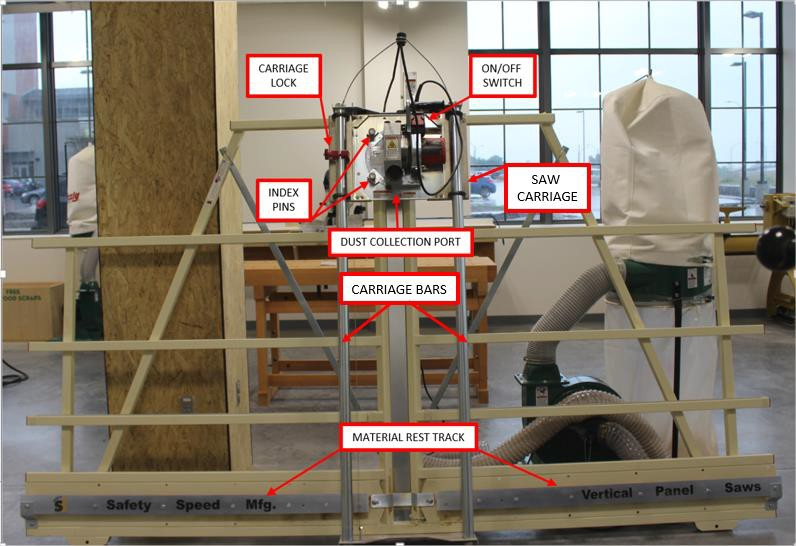 CARRIAGE
LOCK
ON/OFF
SWITCH
INDEX
PINS
SAW
CARRIAGE
DUST COLLECTION PORT
CARRIAGE BARS
FREE
WOOD SCRAPS
MATERIAL REST TRACK
S Safety Speed Mfg. Vertical Panel Saws